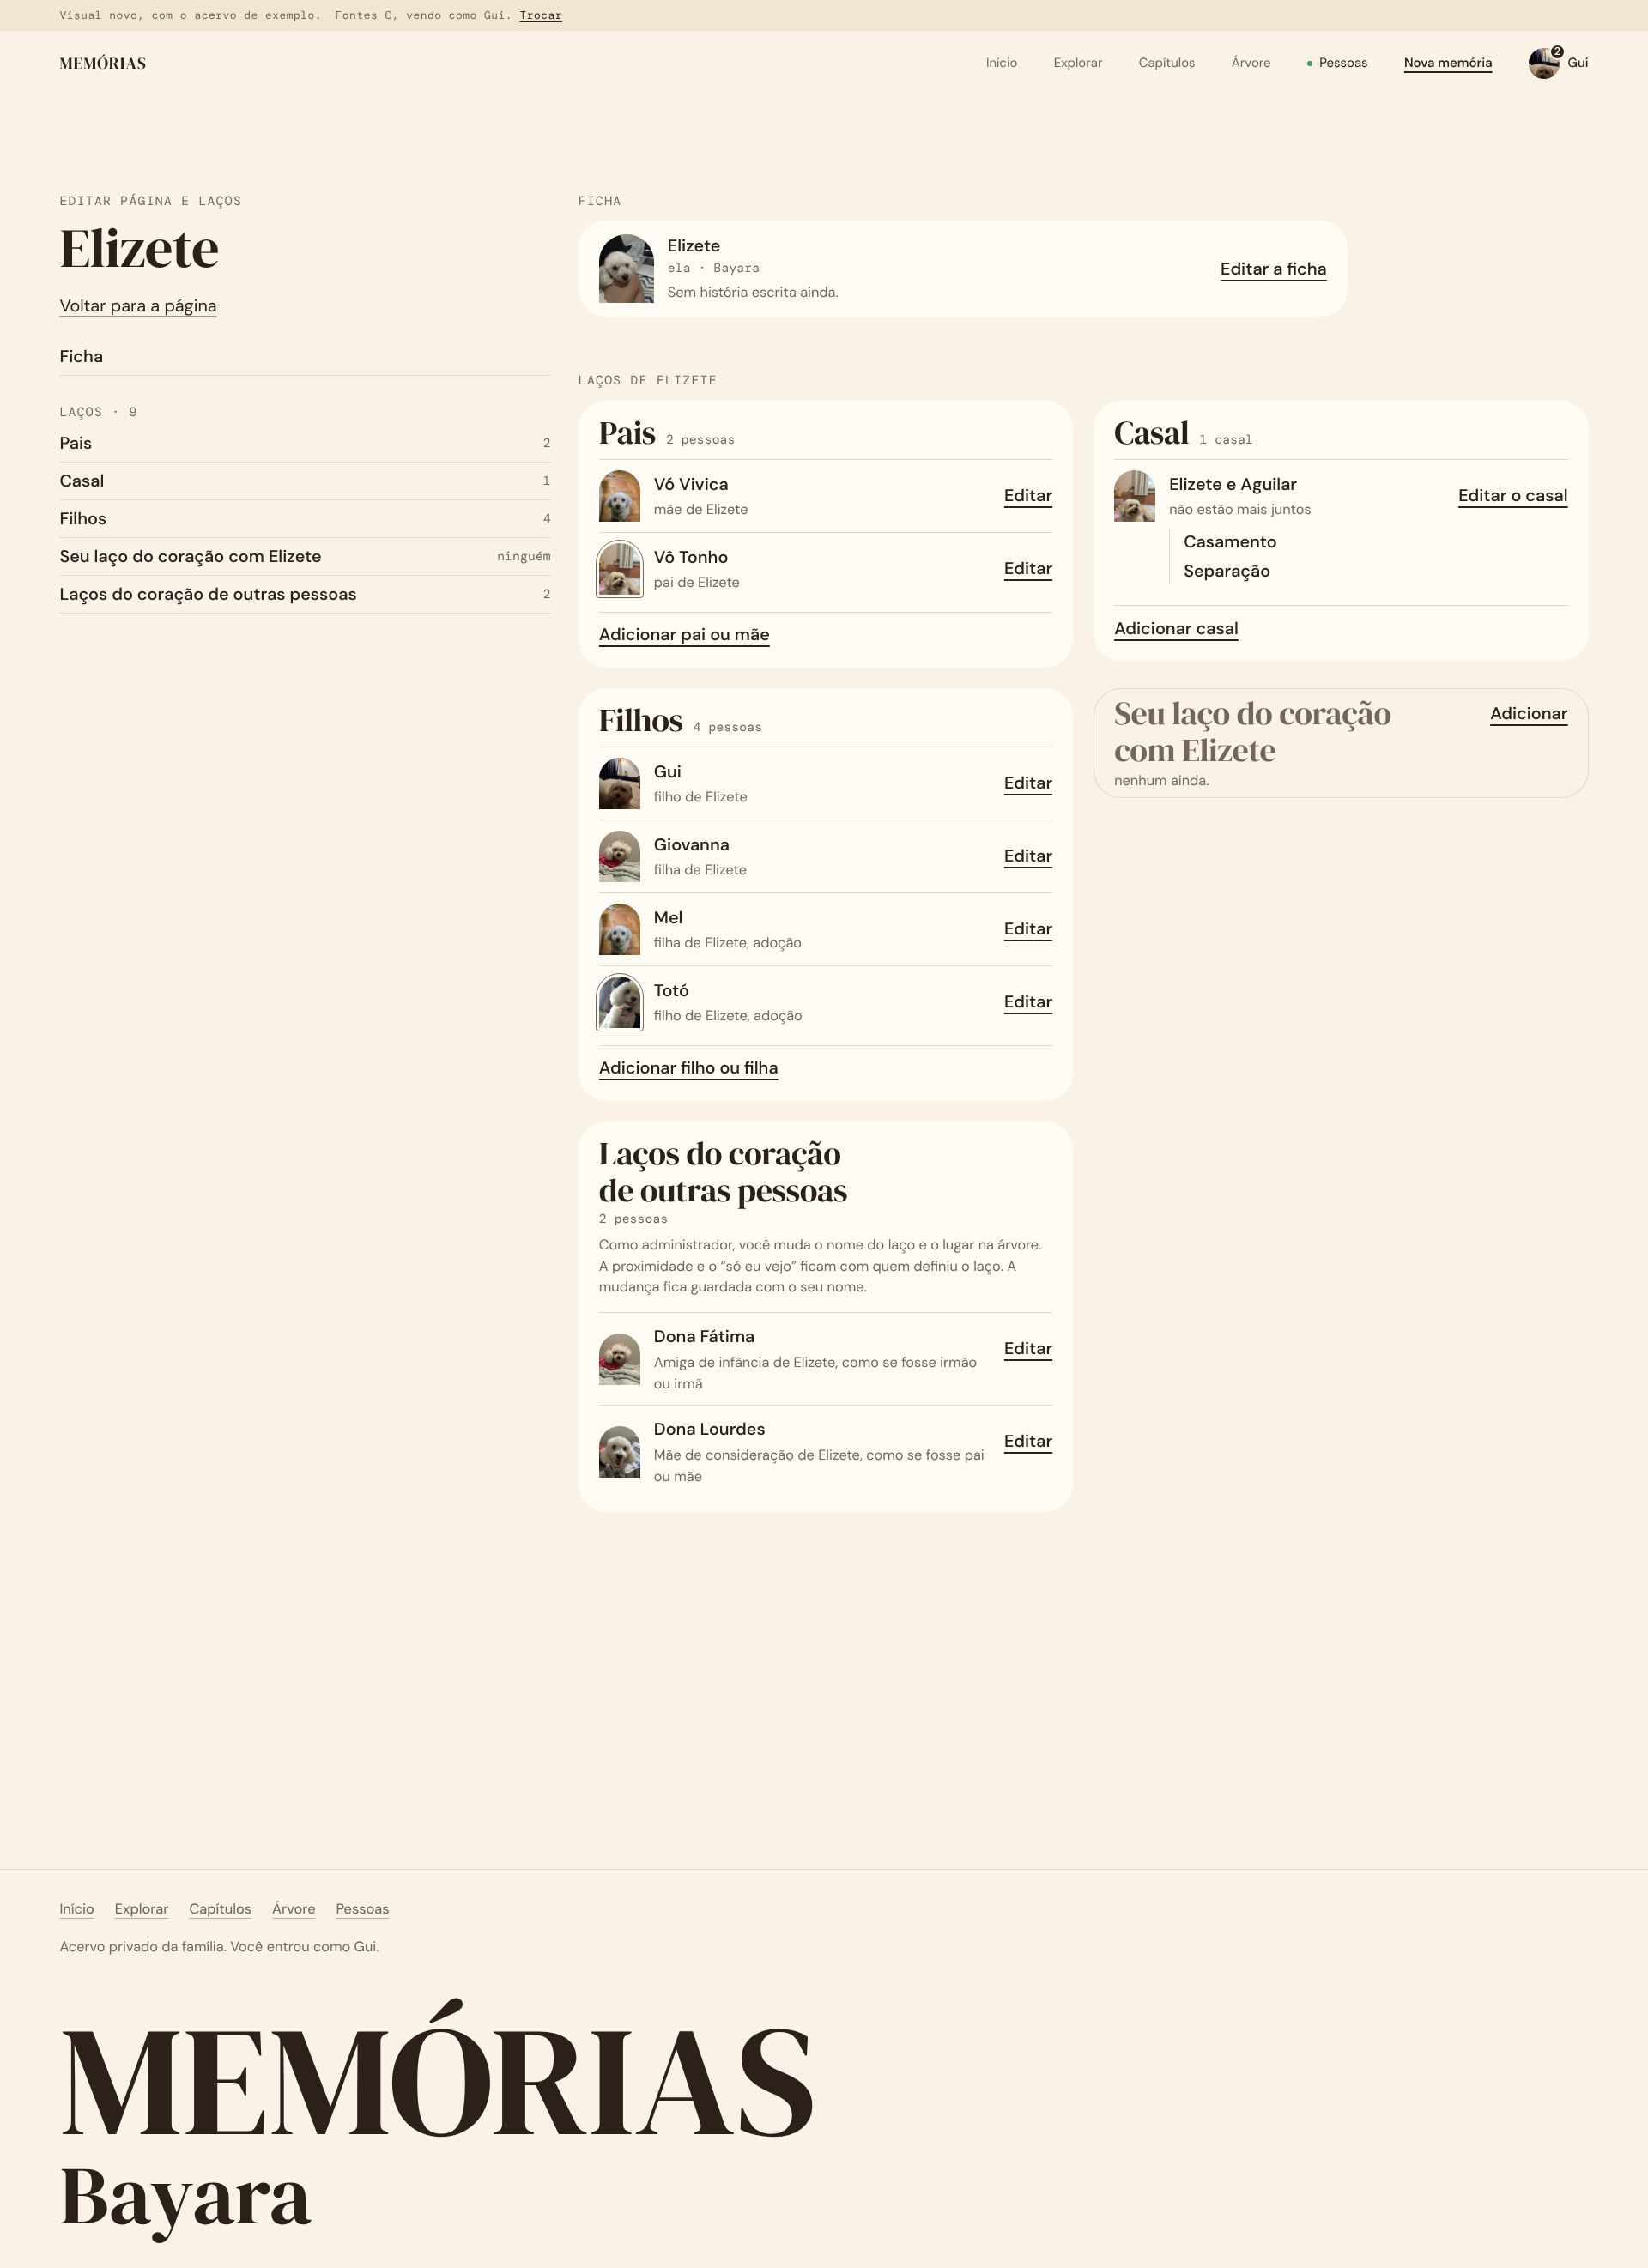 Visual novo, com o acervo de exemplo. Fontes C, vendo como Gui. Trocar
MEMÓRIAS
Início
Explorar
Capítulos
Árvore
Pessoas
Nova memória
2
Gui
EDITAR PÁGINA E LAÇOS
Elizete
Voltar para a página
Ficha
LAÇOS · 9
Pais 2
Casal 1
Filhos 4
Seu laço do coração com Elizete ninguém
Laços do coração de outras pessoas 2
FICHA
Elizete
ela · Bayara
Sem história escrita ainda.
Editar a ficha
LAÇOS DE ELIZETE
Pais 2 pessoas
Vó Vivica
mãe de Elizete
Editar
Vô Tonho
pai de Elizete
Editar
Adicionar pai ou mãe
Casal 1 casal
Elizete e Aguilar
não estão mais juntos
Editar o casal
Casamento
Separação
Adicionar casal
Filhos 4 pessoas
Gui
filho de Elizete
Editar
Giovanna
filha de Elizete
Editar
Mel
filha de Elizete, adoção
Editar
Totó
filho de Elizete, adoção
Editar
Adicionar filho ou filha
Seu laço do coração
com Elizete
nenhum ainda.
Adicionar
Laços do coração
de outras pessoas
2 pessoas
Como administrador, você muda o nome do laço e o lugar na árvore.
A proximidade e o “só eu vejo” ficam com quem definiu o laço. A
mudança fica guardada com o seu nome.
Dona Fátima
Amiga de infância de Elizete, como se fosse irmão
ou irmã
Editar
Dona Lourdes
Mãe de consideração de Elizete, como se fosse pai
ou mãe
Editar
Início
Explorar
Capítulos
Árvore
Pessoas
Acervo privado da família. Você entrou como Gui.
MEMÓRIAS
Bayara